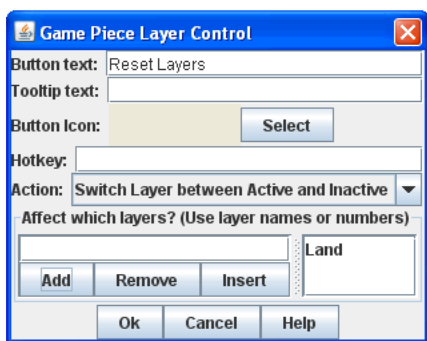 Game Piece Layer Control
Button text: Reset Layers
Tooltip text:
Button Icon: Select
Hotkey:
Action: Switch Layer between Active and Inactive
Affect which layers? (Use layer names or numbers)
Land
Add Remove Insert
Ok Cancel Help